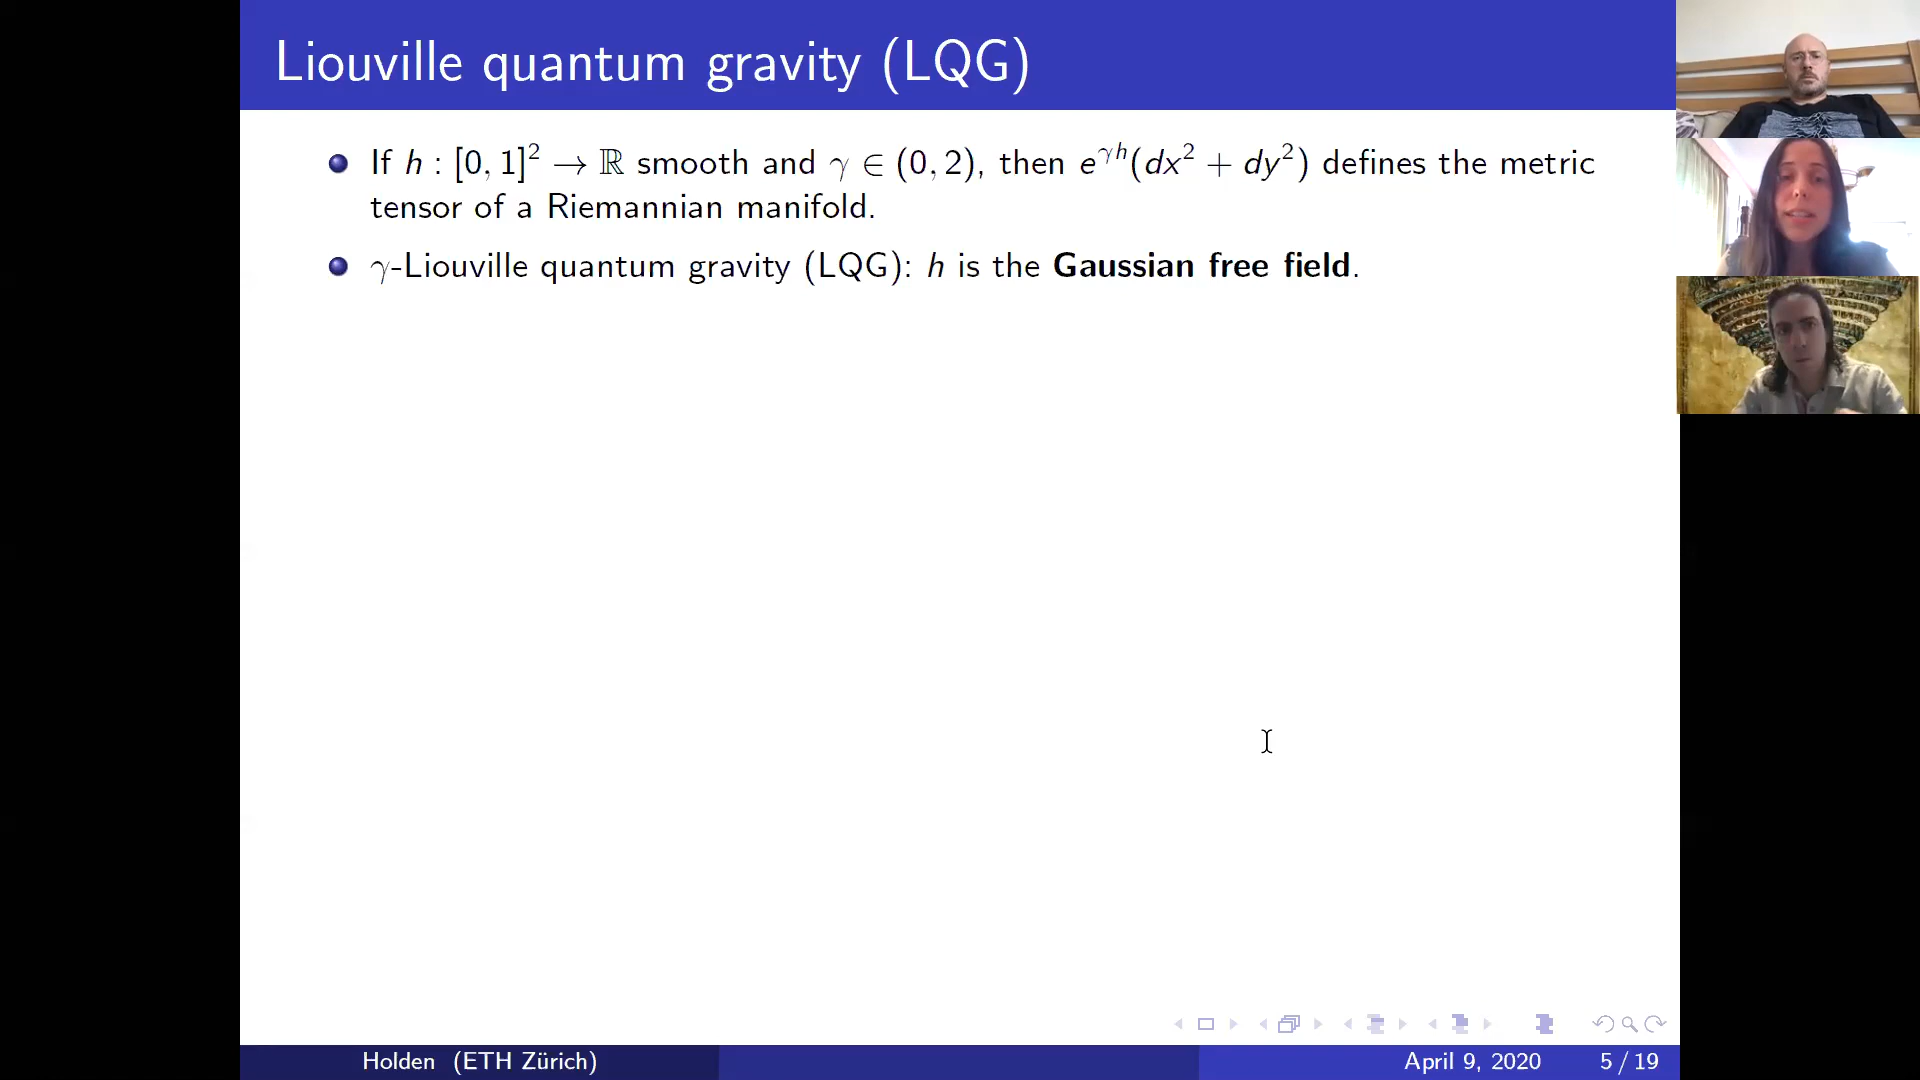 Liouville quantum gravity (LQG)
If h : [0, 1]² → ℝ smooth and γ ∈ (0, 2), then e^{γh}(dx² + dy²) defines the metric
tensor of a Riemannian manifold.
γ-Liouville quantum gravity (LQG): h is the Gaussian free field.
Holden (ETH Zürich) April 9, 2020 5 / 19